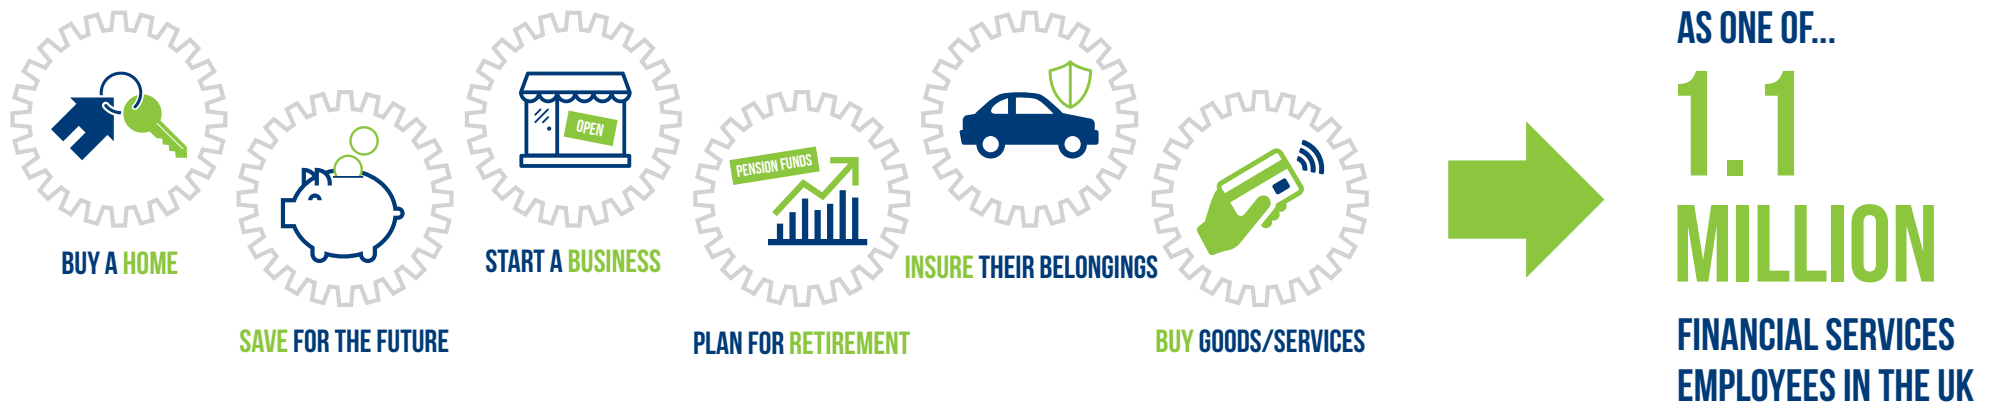 BUY A HOME
SAVE FOR THE FUTURE
OPEN
START A BUSINESS
PENSION FUNDS
PLAN FOR RETIREMENT
INSURE THEIR BELONGINGS
BUY GOODS/SERVICES
AS ONE OF...
1.1
MILLION
FINANCIAL SERVICES
EMPLOYEES IN THE UK